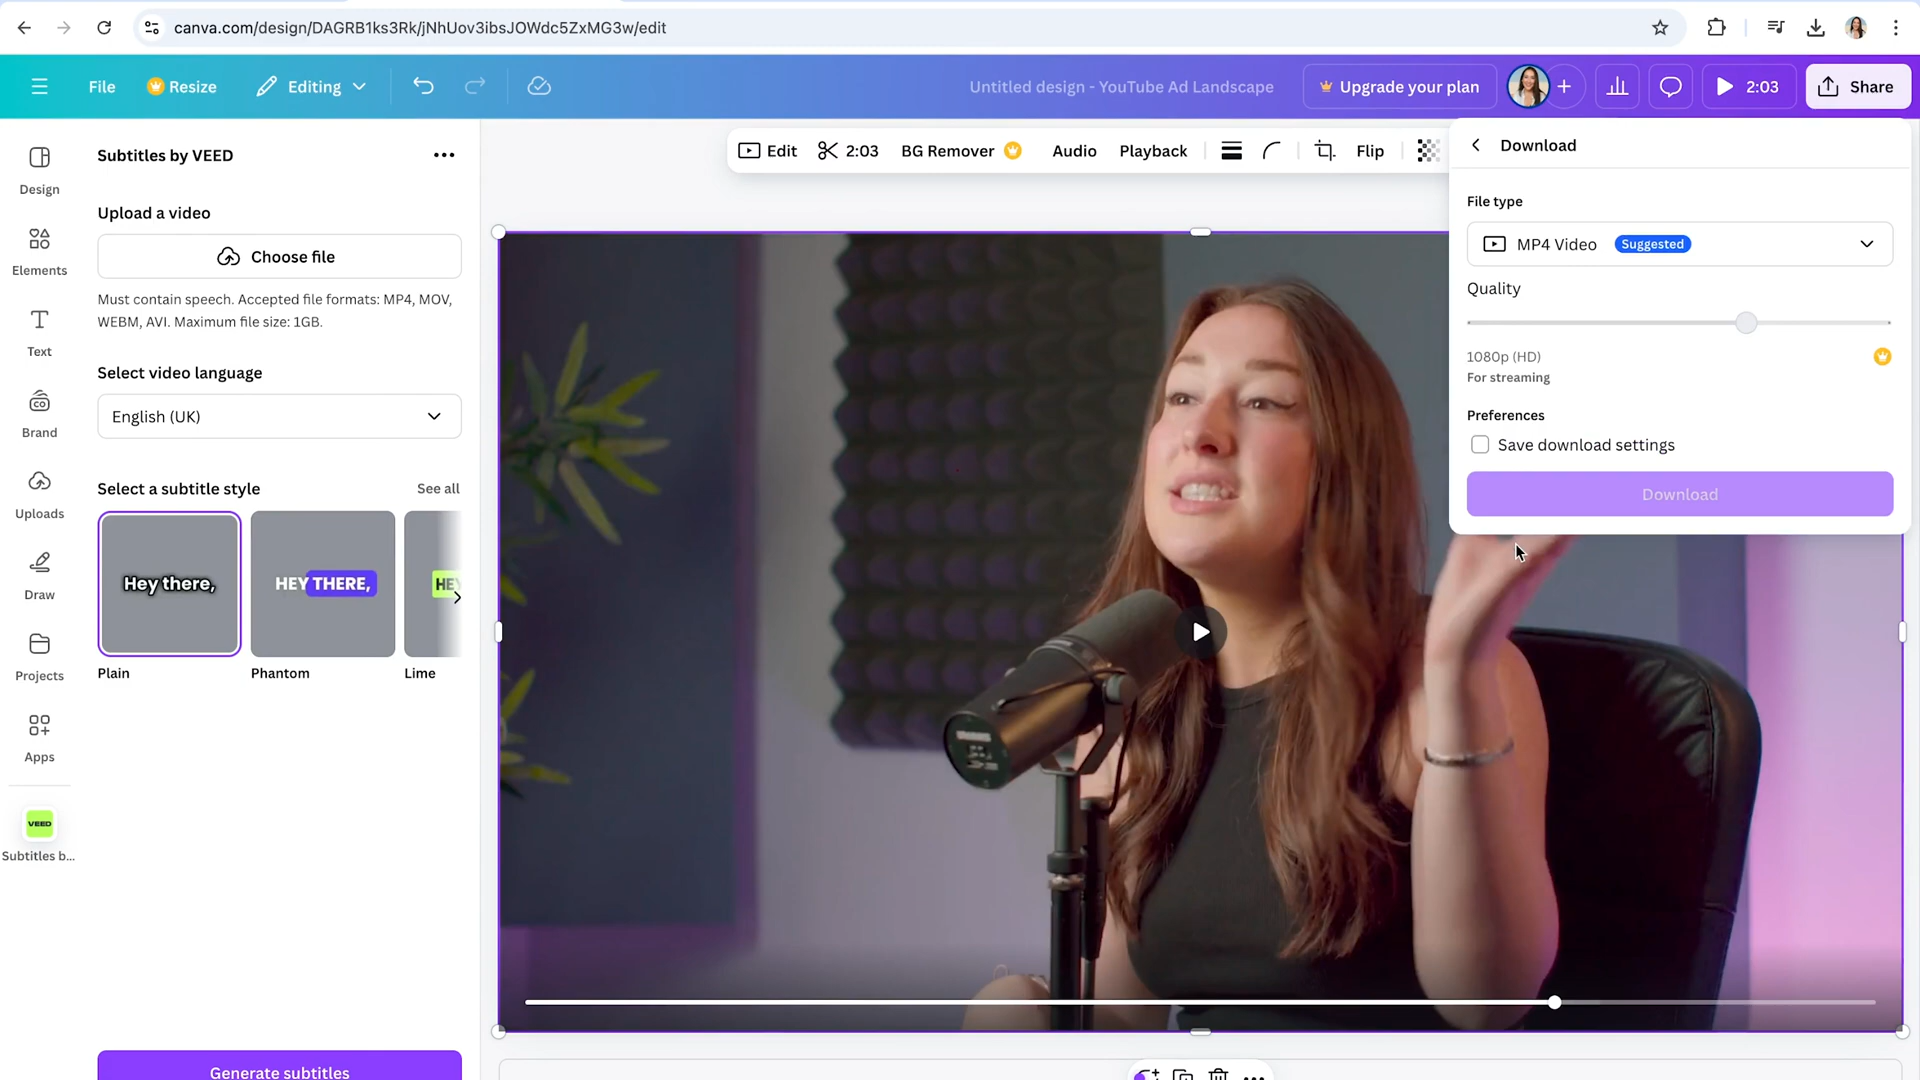 canva.com/design/DAGRB1ks3Rk/jNhUov3ibsJOWdc5ZxMG3w/edit
File
Resize
Editing
Untitled design - YouTube Ad Landscape
Upgrade your plan
2:03
Share
Design
Elements
Text
Brand
Uploads
Draw
Projects
Apps
VEED
Subtitles b...
Subtitles by VEED
Upload a video
Choose file
Must contain speech. Accepted file formats: MP4, MOV,
WEBM, AVI. Maximum file size: 1GB.
Select video language
English (UK)
Select a subtitle style
See all
Hey there,
HEY THERE,
HEY
Plain
Phantom
Lime
Generate subtitles
Edit
2:03
BG Remover
Audio
Playback
Flip
Download
File type
MP4 Video
Suggested
Quality
1080p (HD)
For streaming
Preferences
Save download settings
Download